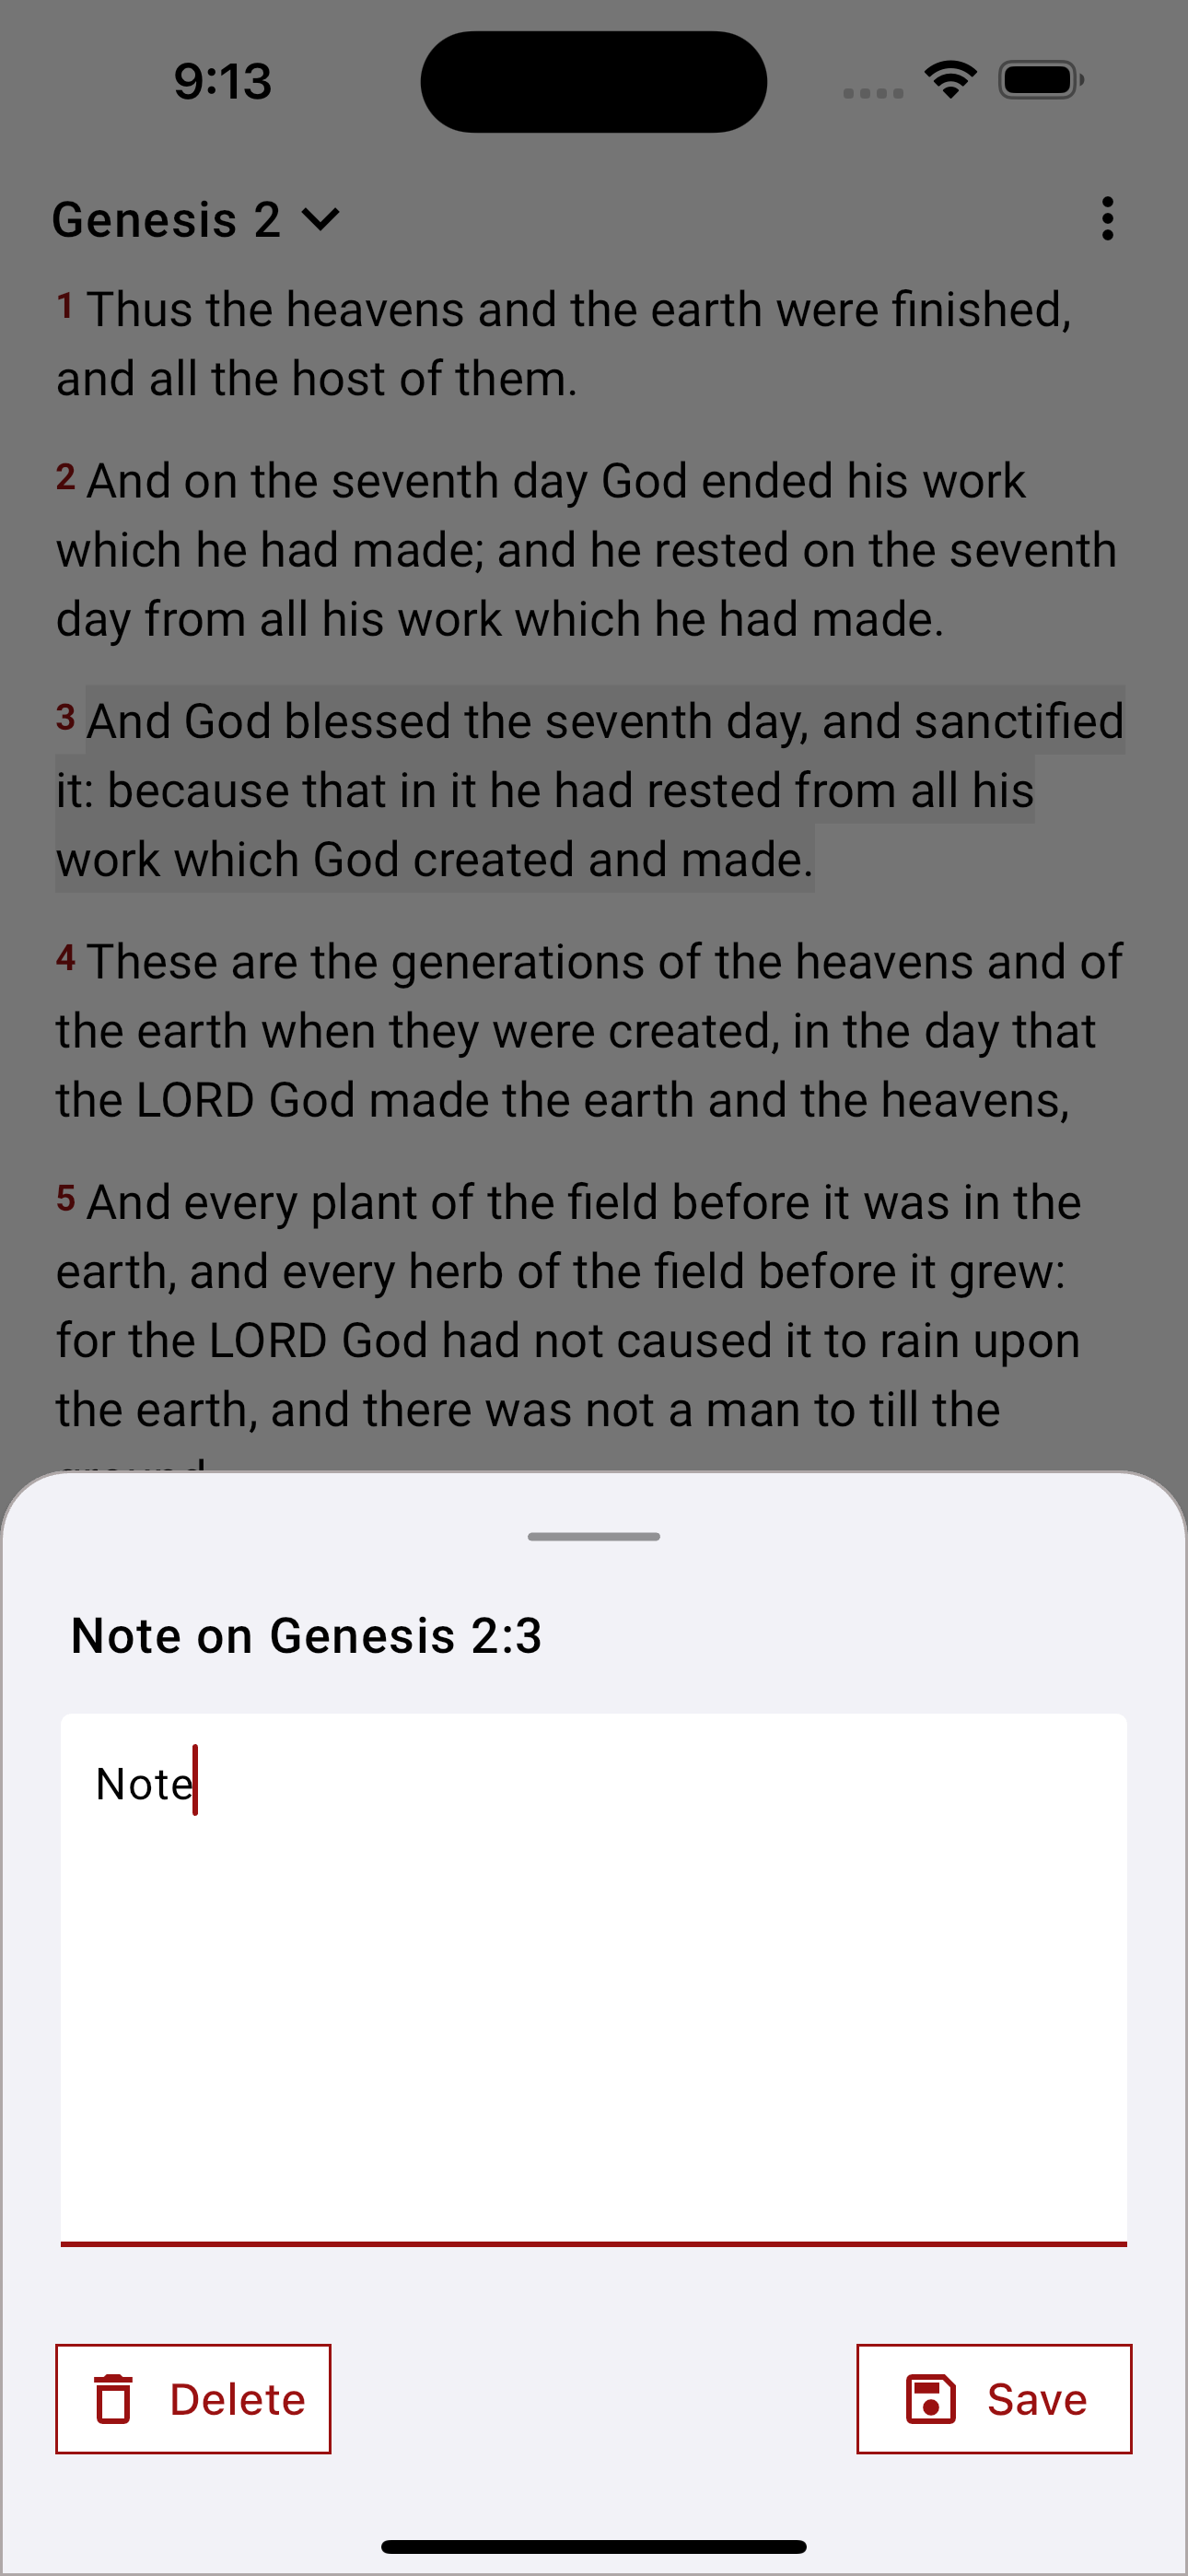 9:13
Genesis 2
1 Thus the heavens and the earth were finished,
and all the host of them.
2 And on the seventh day God ended his work
which he had made; and he rested on the seventh
day from all his work which he had made.
3 And God blessed the seventh day, and sanctified
it: because that in it he had rested from all his
work which God created and made.
4 These are the generations of the heavens and of
the earth when they were created, in the day that
the LORD God made the earth and the heavens,
5 And every plant of the field before it was in the
earth, and every herb of the field before it grew:
for the LORD God had not caused it to rain upon
the earth, and there was not a man to till the
Note on Genesis 2:3
Note
Delete
Save